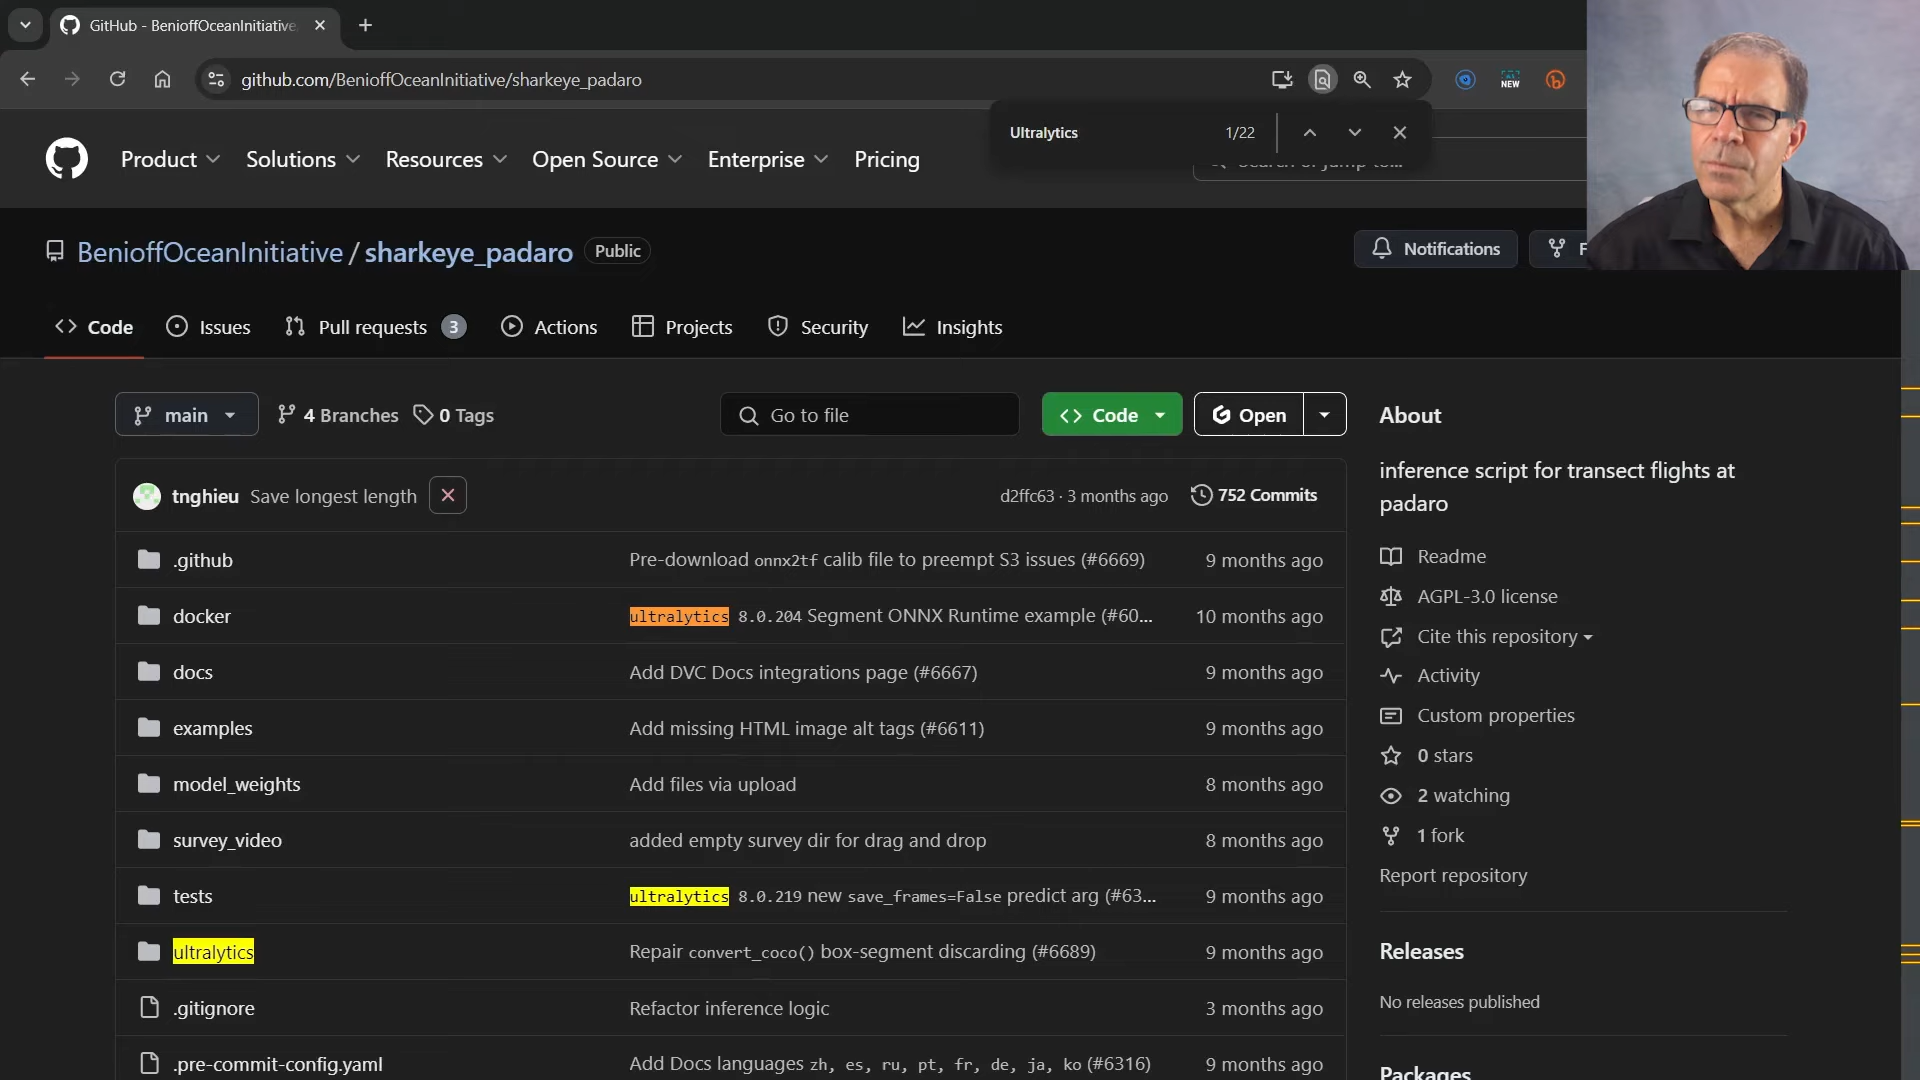 GitHub - BenioffOceanInitiative
github.com/BenioffOceanInitiative/sharkeye_padaro
NEW
Ultralytics 1/22
Product Solutions Resources Open Source Enterprise Pricing
BenioffOceanInitiative / sharkeye_padaro Public
Notifications F
Code Issues Pull requests 3 Actions Projects Security Insights
main 4 Branches 0 Tags Go to file Code Open
tnghieu Save longest length d2ffc63 · 3 months ago 752 Commits
.github Pre-download onnx2tf calib file to preempt S3 issues (#6669) 9 months ago
docker ultralytics 8.0.204 Segment ONNX Runtime example (#60... 10 months ago
docs Add DVC Docs integrations page (#6667) 9 months ago
examples Add missing HTML image alt tags (#6611) 9 months ago
model_weights Add files via upload 8 months ago
survey_video added empty survey dir for drag and drop 8 months ago
tests ultralytics 8.0.219 new save_frames=False predict arg (#63... 9 months ago
ultralytics Repair convert_coco() box-segment discarding (#6689) 9 months ago
.gitignore Refactor inference logic 3 months ago
.pre-commit-config.yaml Add Docs languages zh, es, ru, pt, fr, de, ja, ko (#6316) 9 months ago
About
inference script for transect flights at
padaro
Readme
AGPL-3.0 license
Cite this repository
Activity
Custom properties
0 stars
2 watching
1 fork
Report repository
Releases
No releases published
Packages